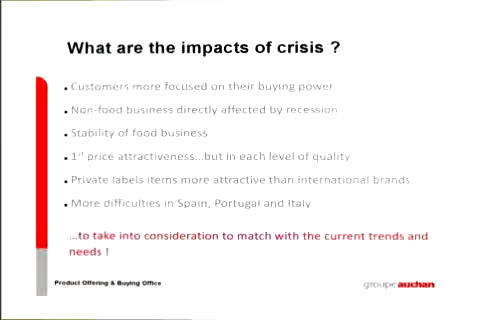 What are the impacts of crisis ?
• Customers more focused on their buying power
• Non-food business directly affected by recession
• Stability of food business
• 1st price attractiveness...but in each level of quality
• Private labels items more attractive than international brands
• More difficulties in Spain, Portugal and Italy
...to take into consideration to match with the current trends and
needs !
Product Offering & Buying Office
groupe auchan